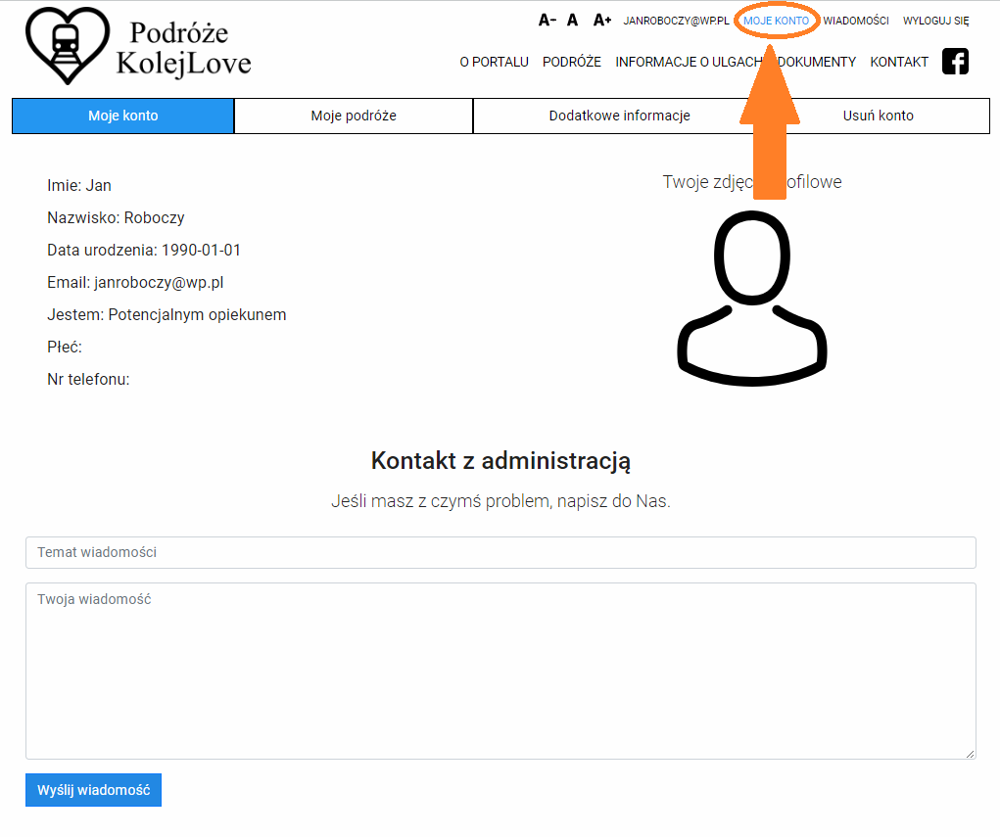 A- A A+ JANROBOCZY@WP.PL MOJE KONTO WIADOMOŚCI WYLOGUJ SIĘ
Podróże
KolejLove
O PORTALU PODRÓŻE INFORMACJE O ULGACH DOKUMENTY KONTAKT
Moje konto Moje podróże Dodatkowe informacje Usuń konto
Imie: Jan
Nazwisko: Roboczy
Data urodzenia: 1990-01-01
Email: janroboczy@wp.pl
Jestem: Potencjalnym opiekunem
Płeć:
Nr telefonu:
Twoje
Kontakt z administracją
Jeśli masz z czymś problem, napisz do Nas.
Temat wiadomości
Twoja wiadomość
Wyślij wiadomość